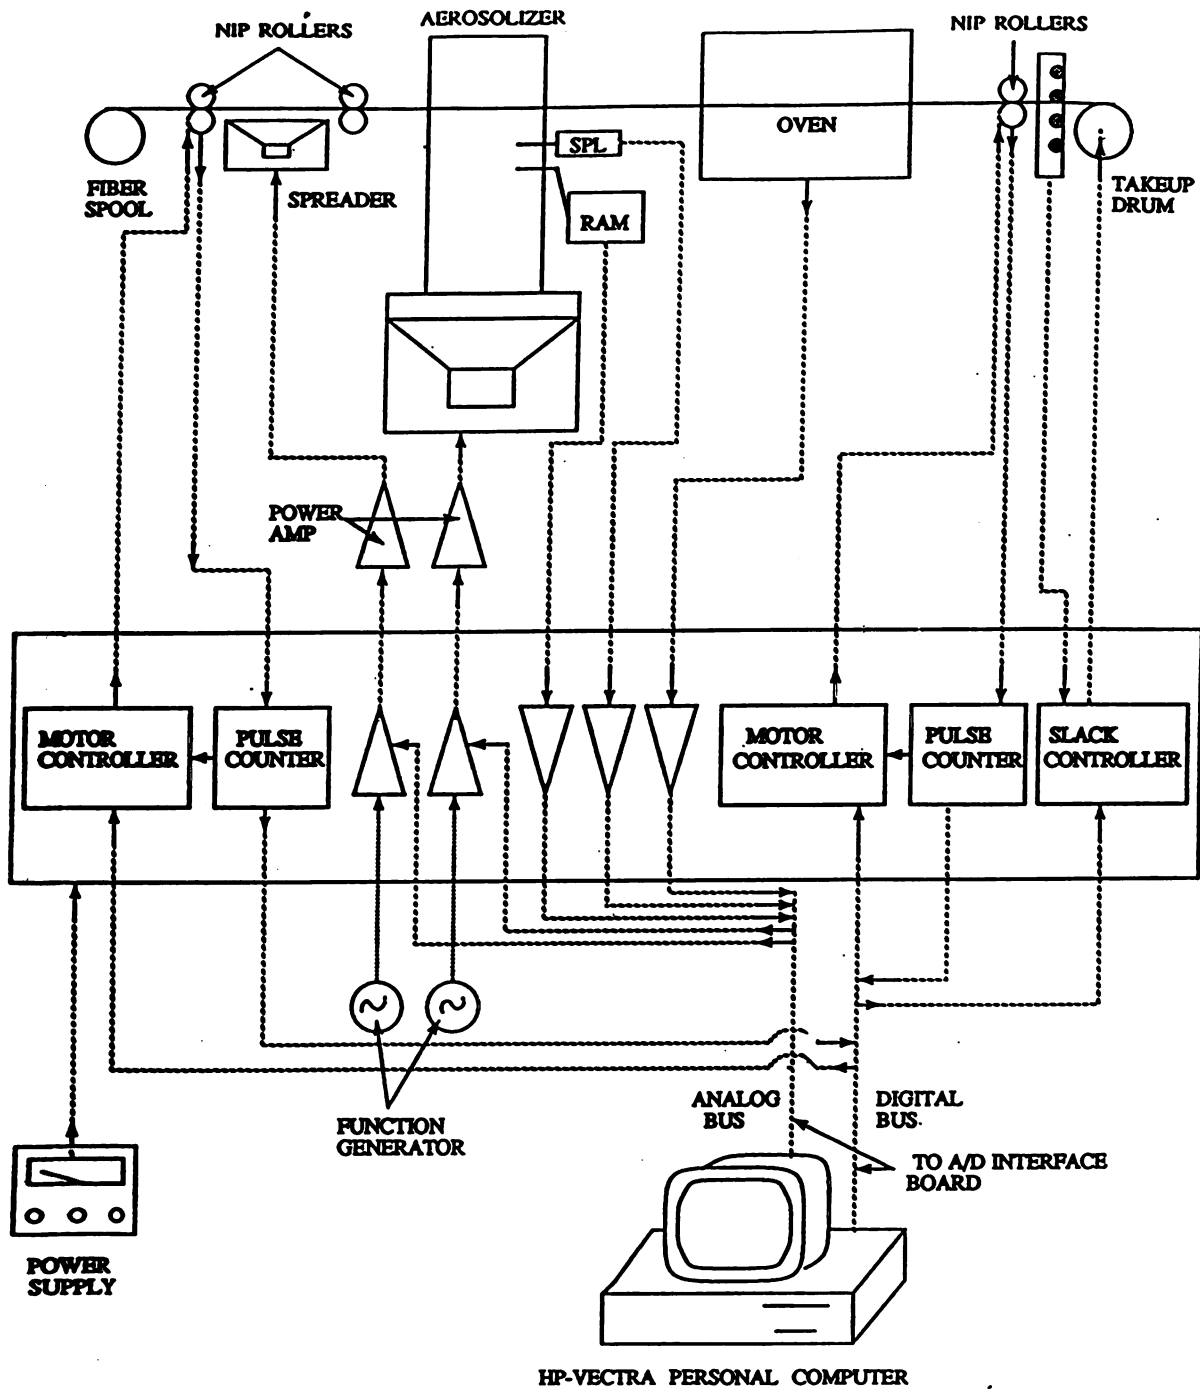 AEROSOLIZER
NIP ROLLERS
NIP ROLLERS
OVEN
SPL
FIBER
SPOOL
SPREADER
RAM
TAKEUP
DRUM
POWER
AMP
MOTOR
CONTROLLER
PULSE
COUNTER
MOTOR
CONTROLLER
PULSE
COUNTER
SLACK
CONTROLLER
FUNCTION
GENERATOR
ANALOG
BUS
DIGITAL
BUS.
TO A/D INTERFACE
BOARD
POWER
SUPPLY
HP-VECTRA PERSONAL COMPUTER